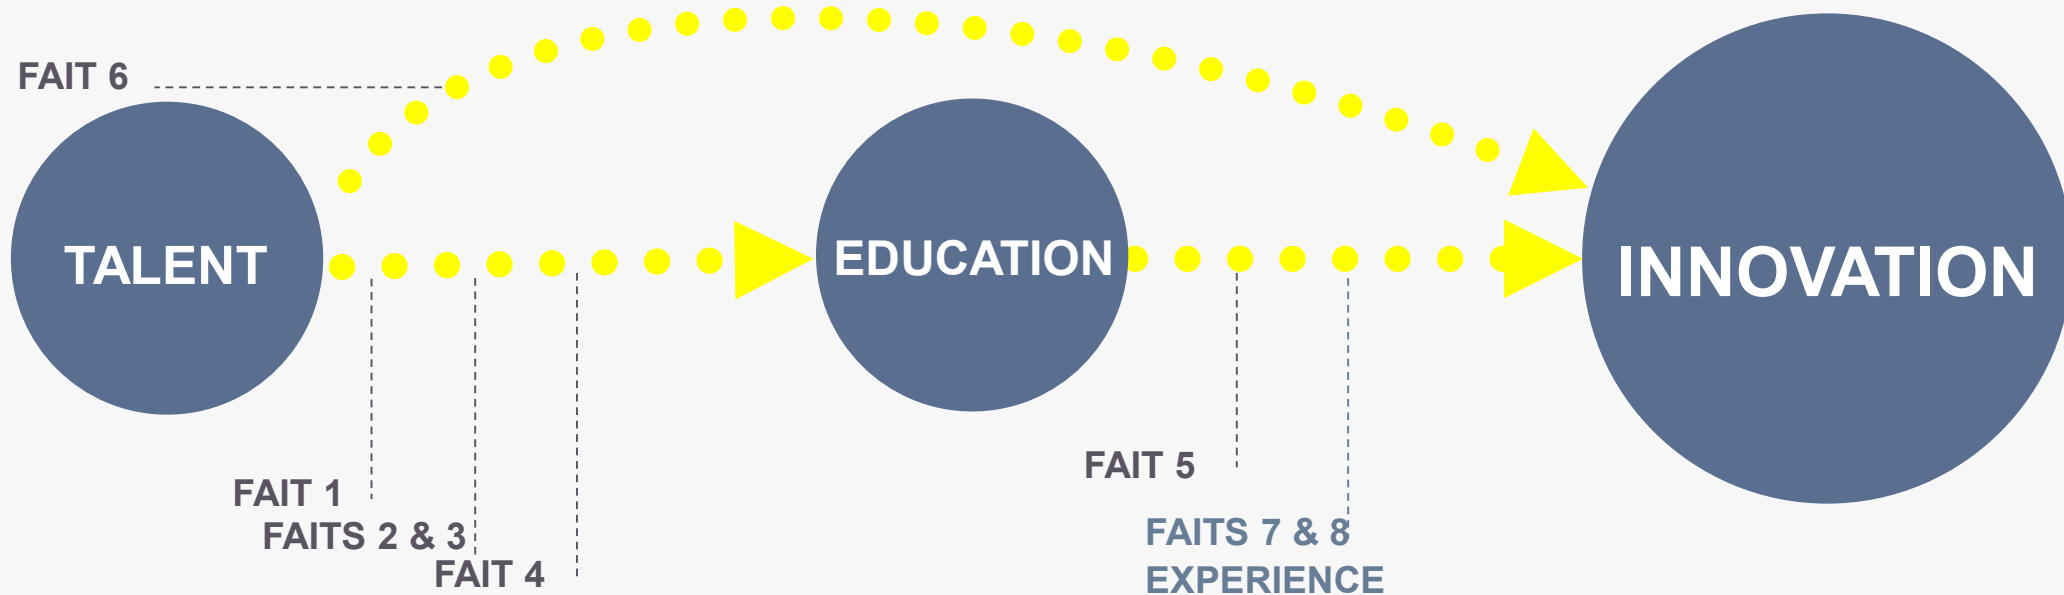 FAIT 6
TALENT
EDUCATION
INNOVATION
FAIT 1
FAITS 2 & 3
FAIT 4
FAIT 5
FAITS 7 & 8
EXPERIENCE